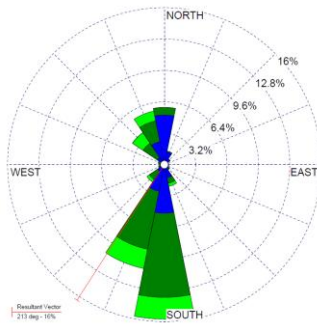 NORTH
16%
12.8%
9.6%
6.4%
3.2%
WEST
EAST
SOUTH
Resultant Vector
213 deg - 16%